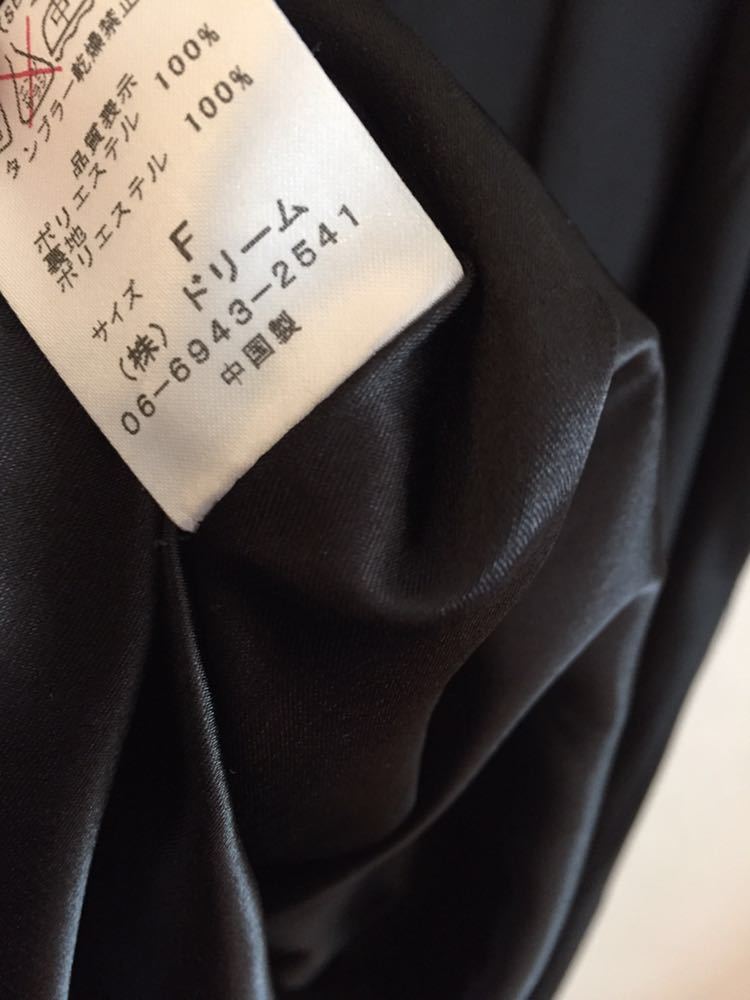 中
タンブラー乾燥禁止
品質表示
ポリエステル 100%
裏地
ポリエステル 100%
サイズ F
(株) ドリーム
06-6943-2541
中国製